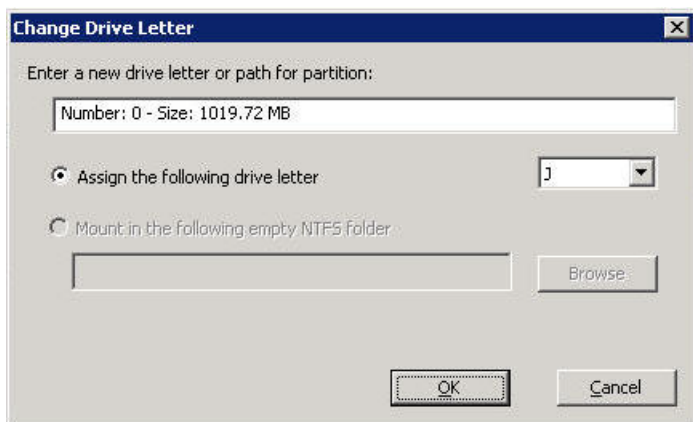 Change Drive Letter
Enter a new drive letter or path for partition:
Number: 0 - Size: 1019.72 MB
Assign the following drive letter J
Mount in the following empty NTFS folder
Browse
OK Cancel